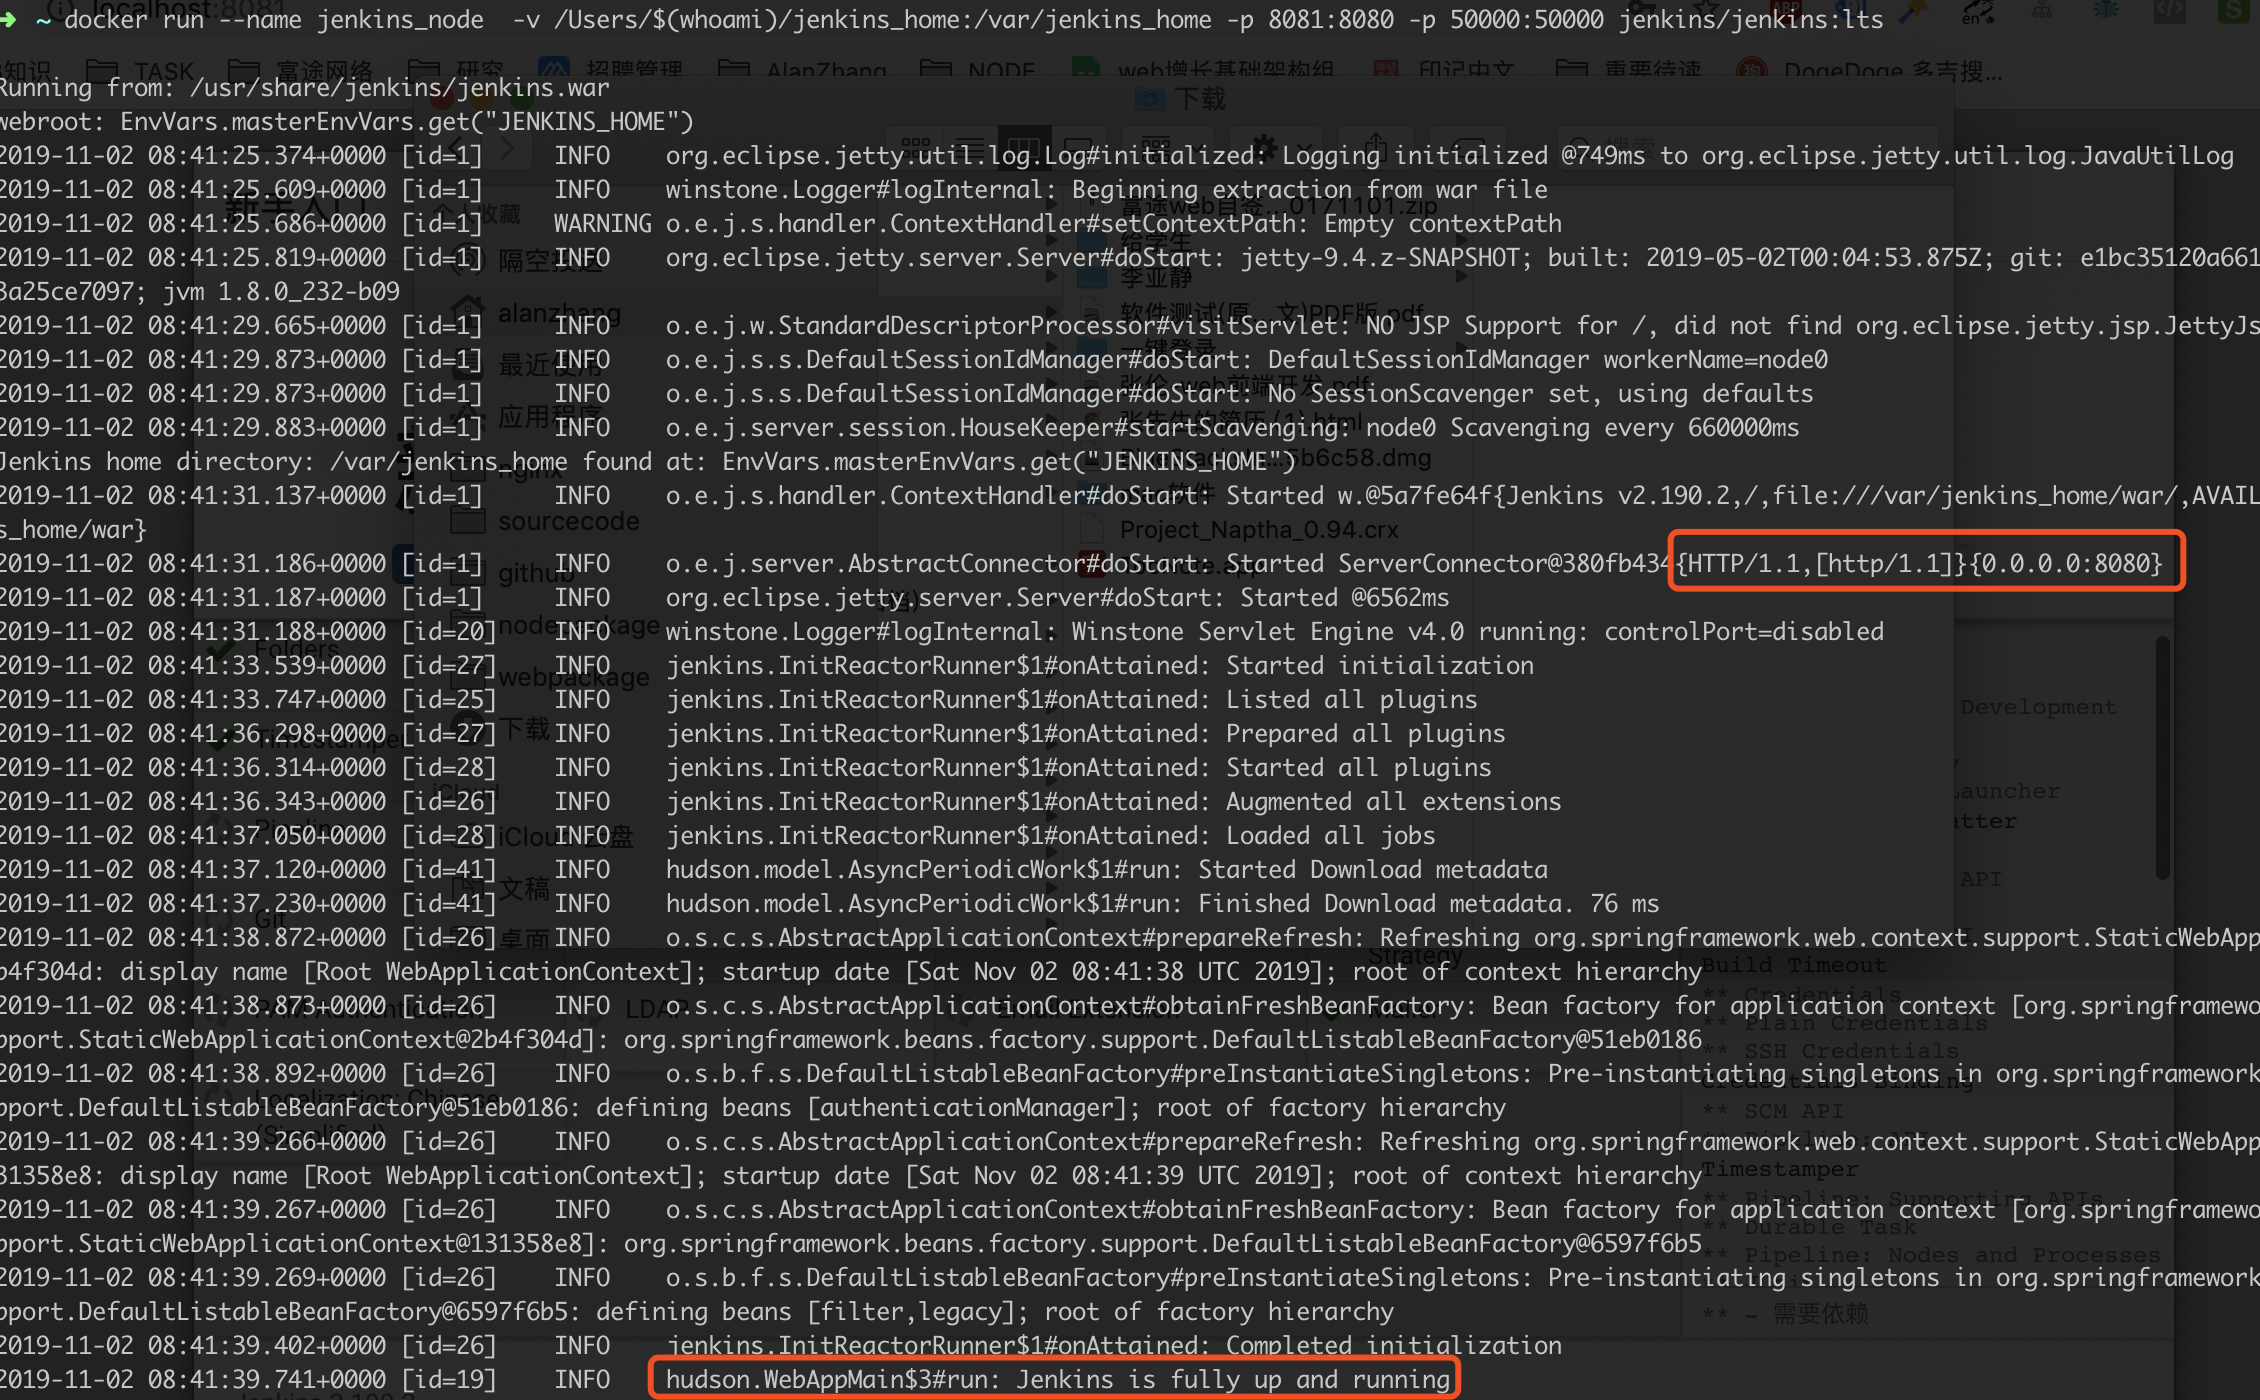 ➜ ~ docker run --name jenkins_node -v /Users/$(whoami)/jenkins_home:/var/jenkins_home -p 8081:8080 -p 50000:50000 jenkins/jenkins:lts
Running from: /usr/share/jenkins/jenkins.war
webroot: EnvVars.masterEnvVars.get("JENKINS_HOME")
2019-11-02 08:41:25.374+0000 [id=1] INFO org.eclipse.jetty.util.log.Log#initialized: Logging initialized @749ms to org.eclipse.jetty.util.log.JavaUtilLog
2019-11-02 08:41:25.609+0000 [id=1] INFO winstone.Logger#logInternal: Beginning extraction from war file
2019-11-02 08:41:25.686+0000 [id=1] WARNING o.e.j.s.handler.ContextHandler#setContextPath: Empty contextPath
2019-11-02 08:41:25.819+0000 [id=1] INFO org.eclipse.jetty.server.Server#doStart: jetty-9.4.z-SNAPSHOT; built: 2019-05-02T00:04:53.875Z; git: e1bc35120a661
3a25ce7097; jvm 1.8.0_232-b09
2019-11-02 08:41:29.665+0000 [id=1] INFO o.e.j.w.StandardDescriptorProcessor#visitServlet: NO JSP Support for /, did not find org.eclipse.jetty.jsp.JettyJs
2019-11-02 08:41:29.873+0000 [id=1] INFO o.e.j.s.s.DefaultSessionIdManager#doStart: DefaultSessionIdManager workerName=node0
2019-11-02 08:41:29.873+0000 [id=1] INFO o.e.j.s.s.DefaultSessionIdManager#doStart: No SessionScavenger set, using defaults
2019-11-02 08:41:29.883+0000 [id=1] INFO o.e.j.server.session.HouseKeeper#startScavenging: node0 Scavenging every 660000ms
Jenkins home directory: /var/jenkins_home found at: EnvVars.masterEnvVars.get("JENKINS_HOME")
2019-11-02 08:41:31.137+0000 [id=1] INFO o.e.j.s.handler.ContextHandler#doStart: Started w.@5a7fe64f{Jenkins v2.190.2,/,file:///var/jenkins_home/war/,AVAIL
s_home/war}
2019-11-02 08:41:31.186+0000 [id=1] INFO o.e.j.server.AbstractConnector#doStart: Started ServerConnector@380fb434{HTTP/1.1,[http/1.1]}{0.0.0.0:8080}
2019-11-02 08:41:31.187+0000 [id=1] INFO org.eclipse.jetty.server.Server#doStart: Started @6562ms
2019-11-02 08:41:31.188+0000 [id=20] INFO winstone.Logger#logInternal: Winstone Servlet Engine v4.0 running: controlPort=disabled
2019-11-02 08:41:33.539+0000 [id=27] INFO jenkins.InitReactorRunner$1#onAttained: Started initialization
2019-11-02 08:41:33.747+0000 [id=25] INFO jenkins.InitReactorRunner$1#onAttained: Listed all plugins
2019-11-02 08:41:36.298+0000 [id=27] INFO jenkins.InitReactorRunner$1#onAttained: Prepared all plugins
2019-11-02 08:41:36.314+0000 [id=28] INFO jenkins.InitReactorRunner$1#onAttained: Started all plugins
2019-11-02 08:41:36.343+0000 [id=26] INFO jenkins.InitReactorRunner$1#onAttained: Augmented all extensions
2019-11-02 08:41:37.050+0000 [id=28] INFO jenkins.InitReactorRunner$1#onAttained: Loaded all jobs
2019-11-02 08:41:37.120+0000 [id=41] INFO hudson.model.AsyncPeriodicWork$1#run: Started Download metadata
2019-11-02 08:41:37.230+0000 [id=41] INFO hudson.model.AsyncPeriodicWork$1#run: Finished Download metadata. 76 ms
2019-11-02 08:41:38.872+0000 [id=26] INFO o.s.c.s.AbstractApplicationContext#prepareRefresh: Refreshing org.springframework.web.context.support.StaticWebApp
b4f304d: display name [Root WebApplicationContext]; startup date [Sat Nov 02 08:41:38 UTC 2019]; root of context hierarchy
2019-11-02 08:41:38.873+0000 [id=26] INFO o.s.c.s.AbstractApplicationContext#obtainFreshBeanFactory: Bean factory for application context [org.springframewo
pport.StaticWebApplicationContext@2b4f304d]: org.springframework.beans.factory.support.DefaultListableBeanFactory@51eb0186
2019-11-02 08:41:38.892+0000 [id=26] INFO o.s.b.f.s.DefaultListableBeanFactory#preInstantiateSingletons: Pre-instantiating singletons in org.springframework
pport.DefaultListableBeanFactory@51eb0186: defining beans [authenticationManager]; root of factory hierarchy
2019-11-02 08:41:39.266+0000 [id=26] INFO o.s.c.s.AbstractApplicationContext#prepareRefresh: Refreshing org.springframework.web.context.support.StaticWebApp
31358e8: display name [Root WebApplicationContext]; startup date [Sat Nov 02 08:41:39 UTC 2019]; root of context hierarchy
2019-11-02 08:41:39.267+0000 [id=26] INFO o.s.c.s.AbstractApplicationContext#obtainFreshBeanFactory: Bean factory for application context [org.springframewo
pport.StaticWebApplicationContext@131358e8]: org.springframework.beans.factory.support.DefaultListableBeanFactory@6597f6b5
2019-11-02 08:41:39.269+0000 [id=26] INFO o.s.b.f.s.DefaultListableBeanFactory#preInstantiateSingletons: Pre-instantiating singletons in org.springframework
pport.DefaultListableBeanFactory@6597f6b5: defining beans [filter,legacy]; root of factory hierarchy
2019-11-02 08:41:39.402+0000 [id=26] INFO jenkins.InitReactorRunner$1#onAttained: Completed initialization
2019-11-02 08:41:39.741+0000 [id=19] INFO hudson.WebAppMain$3#run: Jenkins is fully up and running